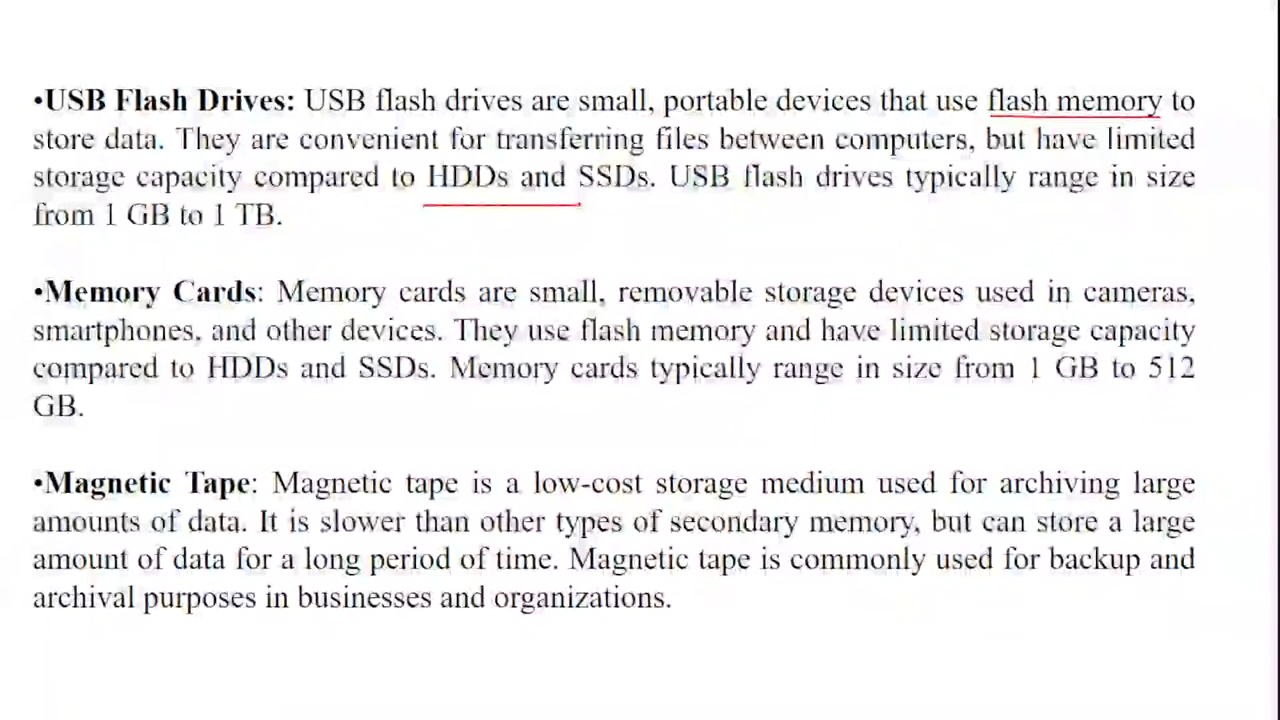 •USB Flash Drives: USB flash drives are small, portable devices that use flash memory to
store data. They are convenient for transferring files between computers, but have limited
storage capacity compared to HDDs and SSDs. USB flash drives typically range in size
from 1 GB to 1 TB.
•Memory Cards: Memory cards are small, removable storage devices used in cameras,
smartphones, and other devices. They use flash memory and have limited storage capacity
compared to HDDs and SSDs. Memory cards typically range in size from 1 GB to 512
GB.
•Magnetic Tape: Magnetic tape is a low-cost storage medium used for archiving large
amounts of data. It is slower than other types of secondary memory, but can store a large
amount of data for a long period of time. Magnetic tape is commonly used for backup and
archival purposes in businesses and organizations.